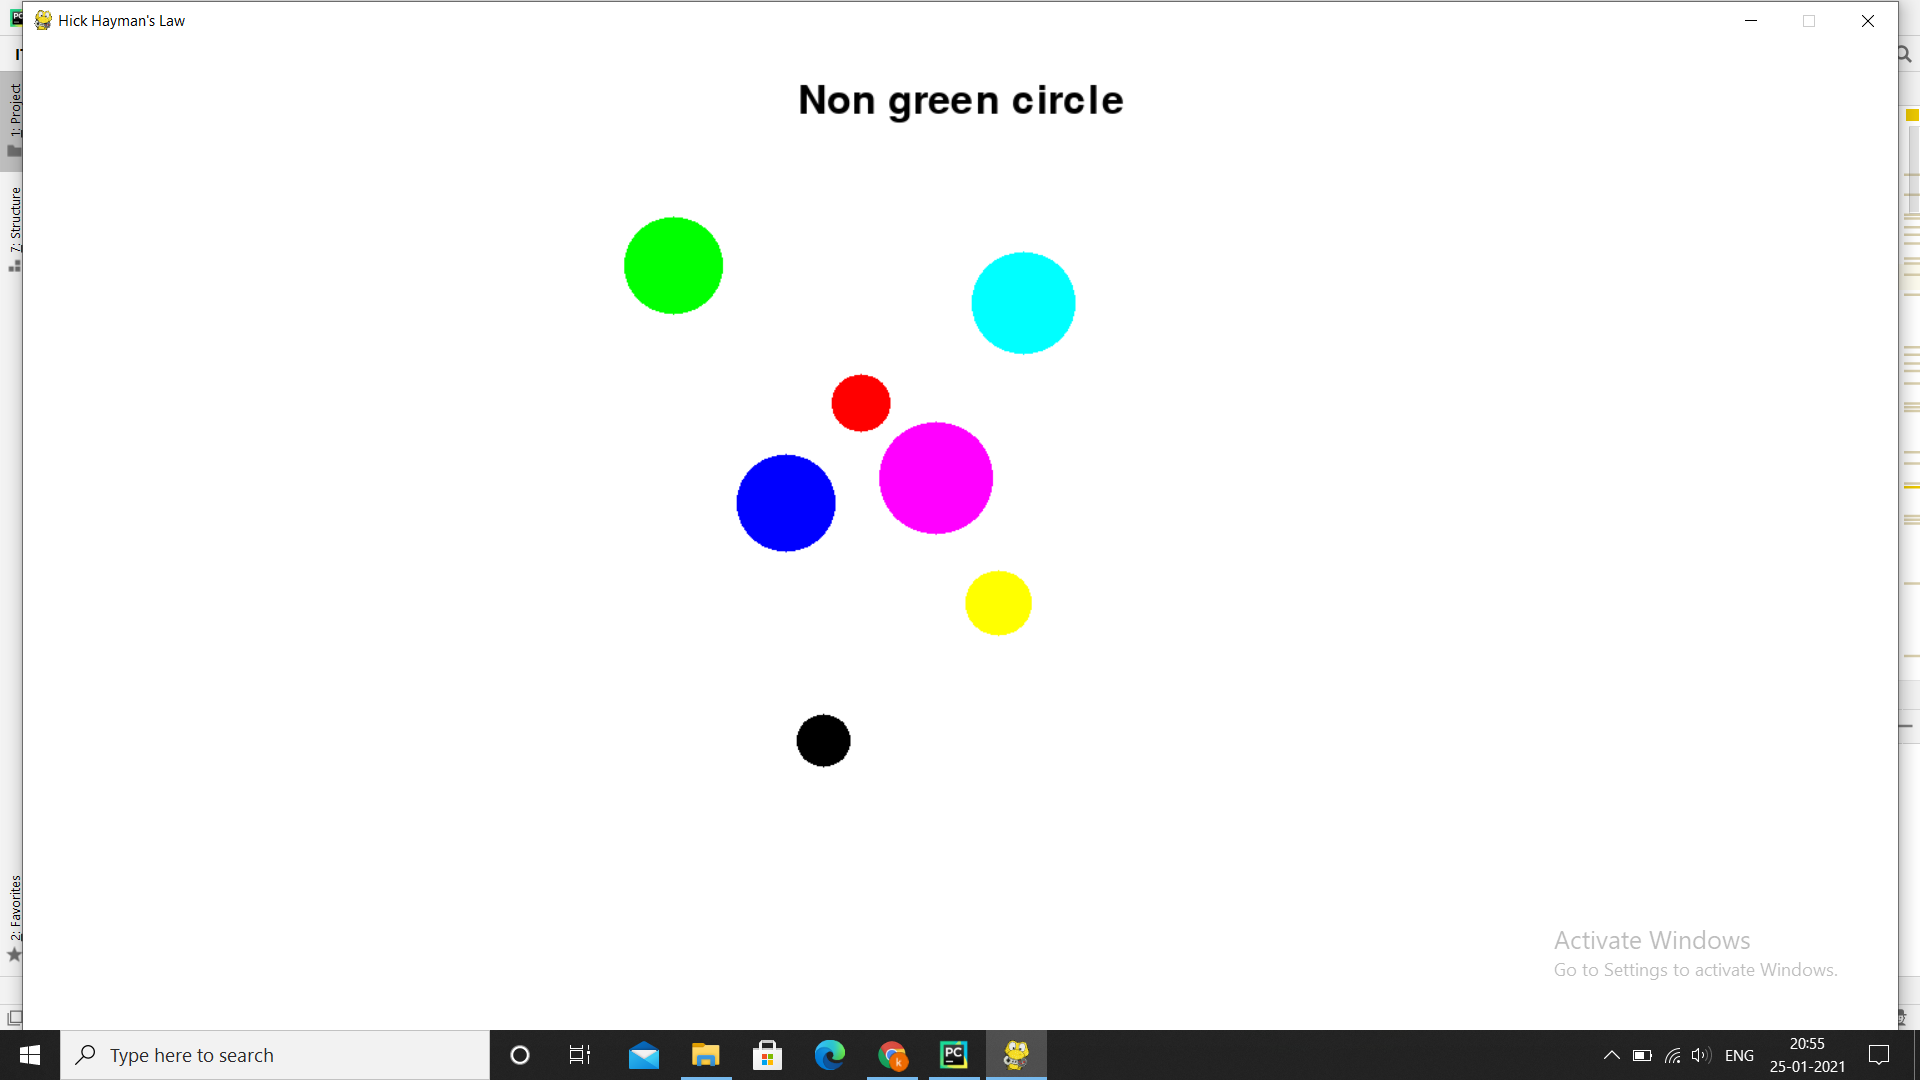 Hick Hayman's Law
Non green circle
1: Project
7: Structure
2: Favorites
Activate Windows
Go to Settings to activate Windows.
Type here to search
PC
k
ENG
20:55
25-01-2021